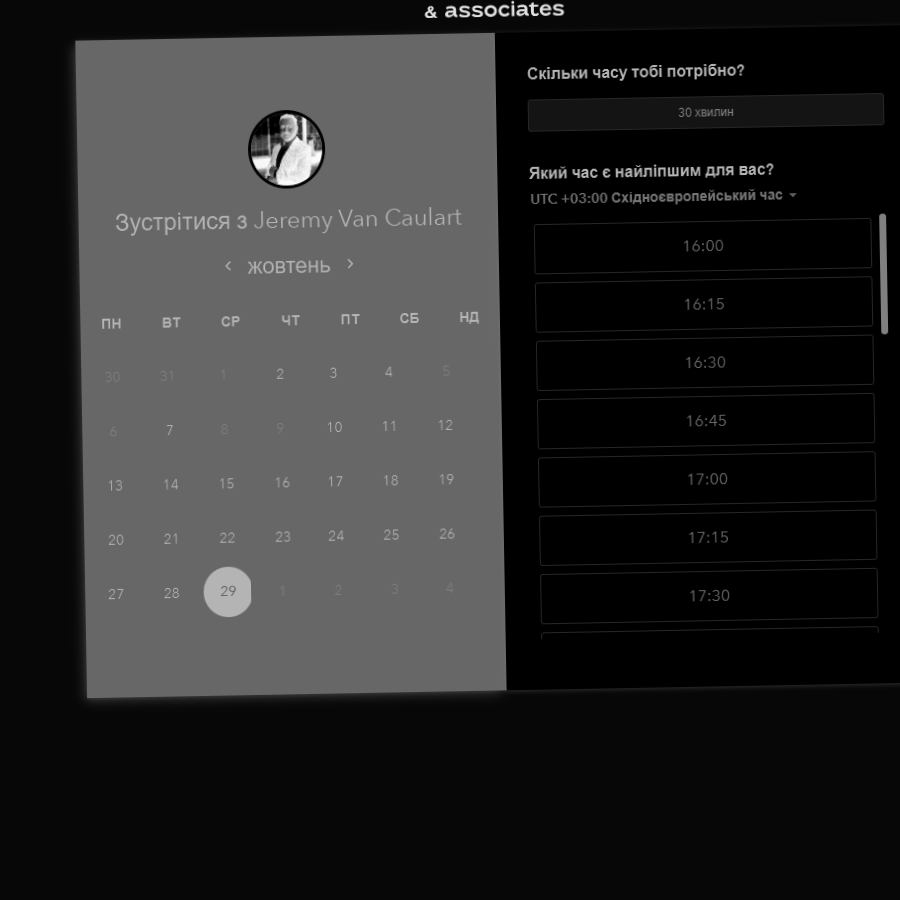 & associates
Зустрітися з Jeremy Van Caulart
жовтень
ПН ВТ СР ЧТ ПТ СБ НД
30 31 1 2 3 4 5
6 7 8 9 10 11 12
13 14 15 16 17 18 19
20 21 22 23 24 25 26
27 28 29 1 2 3 4
Скільки часу тобі потрібно?
30 хвилин
Який час є найліпшим для вас?
UTC +03:00 Східноєвропейський час
16:00
16:15
16:30
16:45
17:00
17:15
17:30